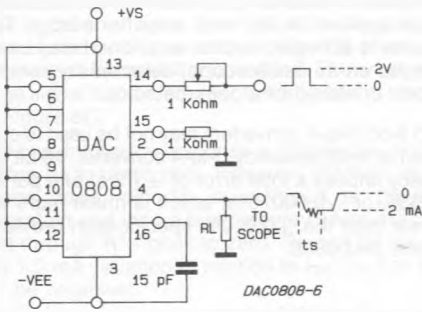 +VS
13
5
14
2V
0
6
1 Kohm
7
15
DAC
8
2
1 Kohm
9
0808
10
4
0
11
TO
2 mA
RL
SCOPE
12
16
ts
3
-VEE
15 pF
DAC0808-6